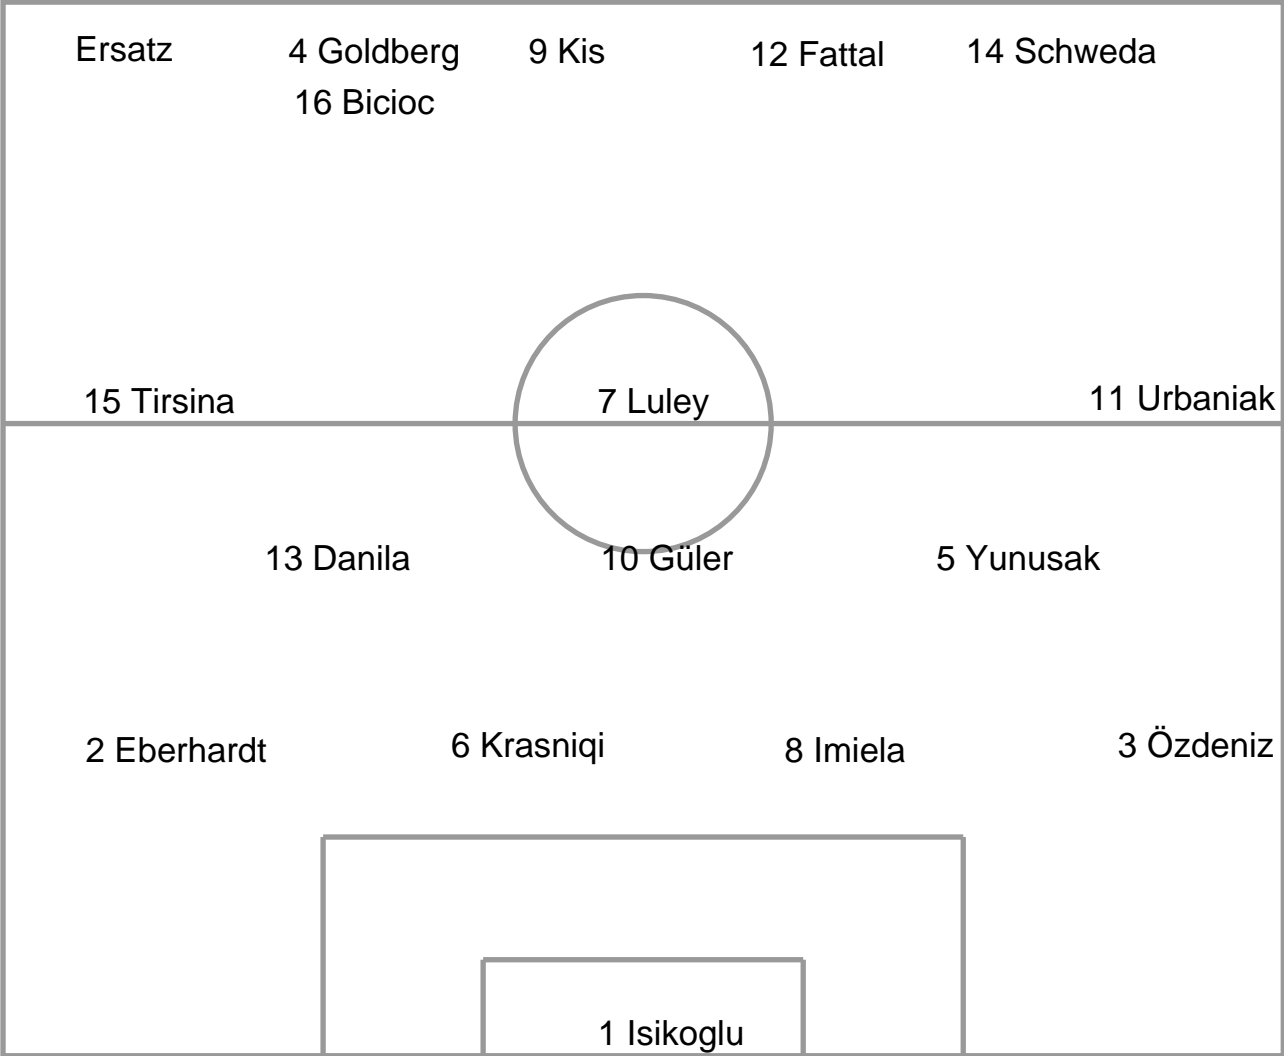 Ersatz 4 Goldberg 9 Kis 12 Fattal 14 Schweda
16 Bicioc
15 Tirsina 7 Luley 11 Urbaniak
13 Danila 10 Güler 5 Yunusak
2 Eberhardt 6 Krasniqi 8 Imiela 3 Özdeniz
1 Isikoglu